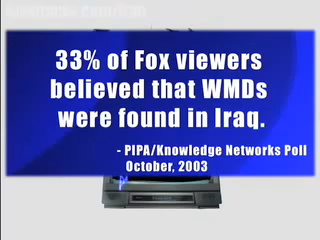 33% of Fox viewers
believed that WMDs
were found in Iraq.
- PIPA/Knowledge Networks Poll
October, 2003